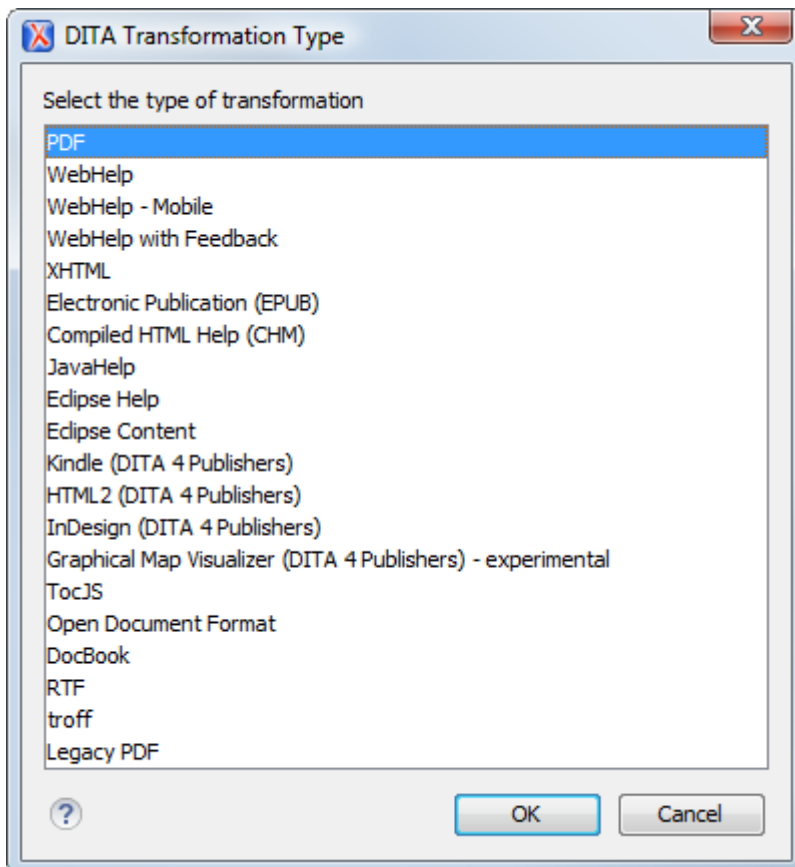 DITA Transformation Type
Select the type of transformation
PDF
WebHelp
WebHelp - Mobile
WebHelp with Feedback
XHTML
Electronic Publication (EPUB)
Compiled HTML Help (CHM)
JavaHelp
Eclipse Help
Eclipse Content
Kindle (DITA 4 Publishers)
HTML2 (DITA 4 Publishers)
InDesign (DITA 4 Publishers)
Graphical Map Visualizer (DITA 4 Publishers) - experimental
TocJS
Open Document Format
DocBook
RTF
troff
Legacy PDF
? OK Cancel